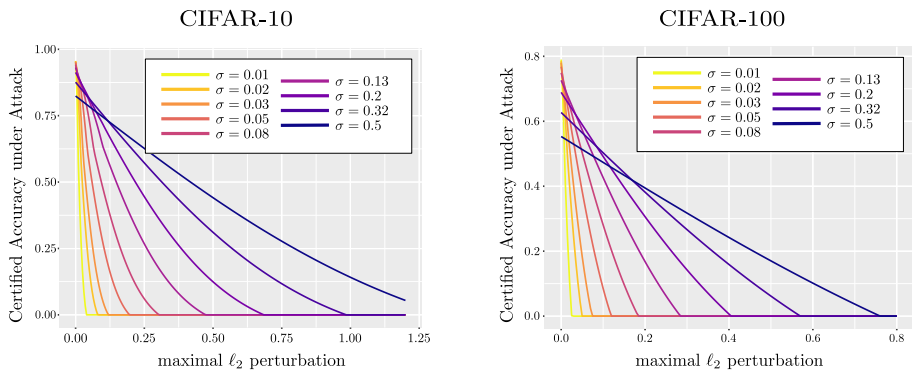 CIFAR-10
Certified Accuracy under Attack
1.00
0.75
0.50
0.25
0.00
σ = 0.01
σ = 0.02
σ = 0.03
σ = 0.05
σ = 0.08
σ = 0.13
σ = 0.2
σ = 0.32
σ = 0.5
0.00 0.25 0.50 0.75 1.00 1.25
maximal ℓ₂ perturbation
CIFAR-100
Certified Accuracy under Attack
0.8
0.6
0.4
0.2
0.0
σ = 0.01
σ = 0.02
σ = 0.03
σ = 0.05
σ = 0.08
σ = 0.13
σ = 0.2
σ = 0.32
σ = 0.5
0.0 0.2 0.4 0.6 0.8
maximal ℓ₂ perturbation